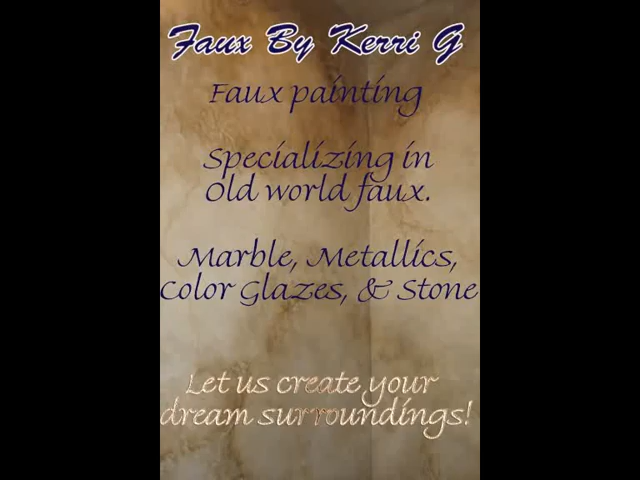 Faux By Kerri G
Faux painting
Specializing in
Old world faux.
Marble, Metallics,
Color Glazes, & Stone
Let us create your
dream surroundings!